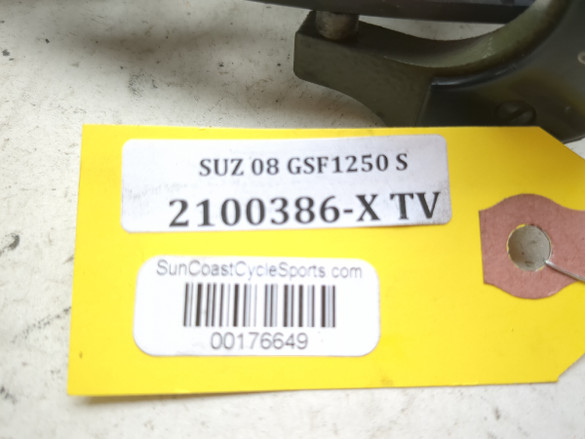 SUZ 08 GSF1250 S
2100386-X TV
SunCoastCycleSports com
00176649